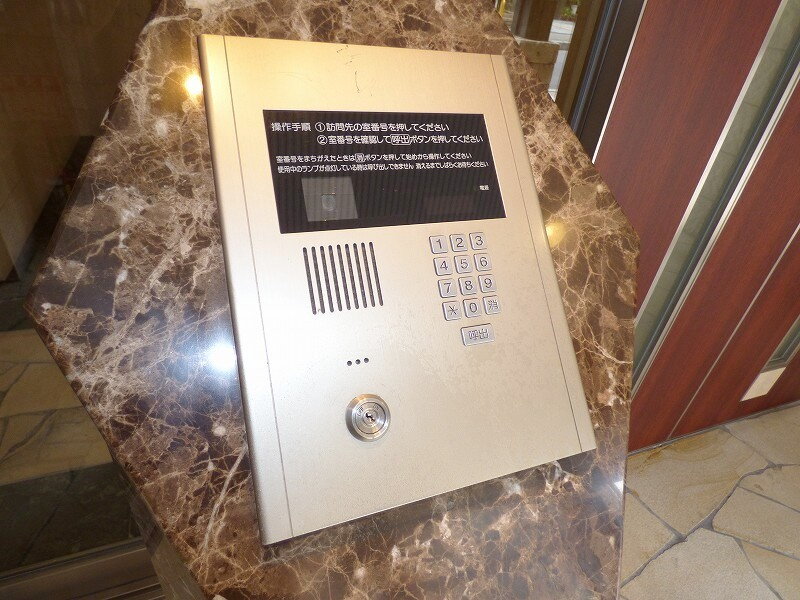 操作手順 ①訪問先の室番号を押してください
②室番号を確認して呼出ボタンを押してください
室番号をまちがえたときは消ボタンを押して始めから操作してください
使用中のランプが点灯している時は呼び出しできません 消えるまでしばらくお待ちください
電源
1 2 3
4 5 6
7 8 9
* 0 消
呼出